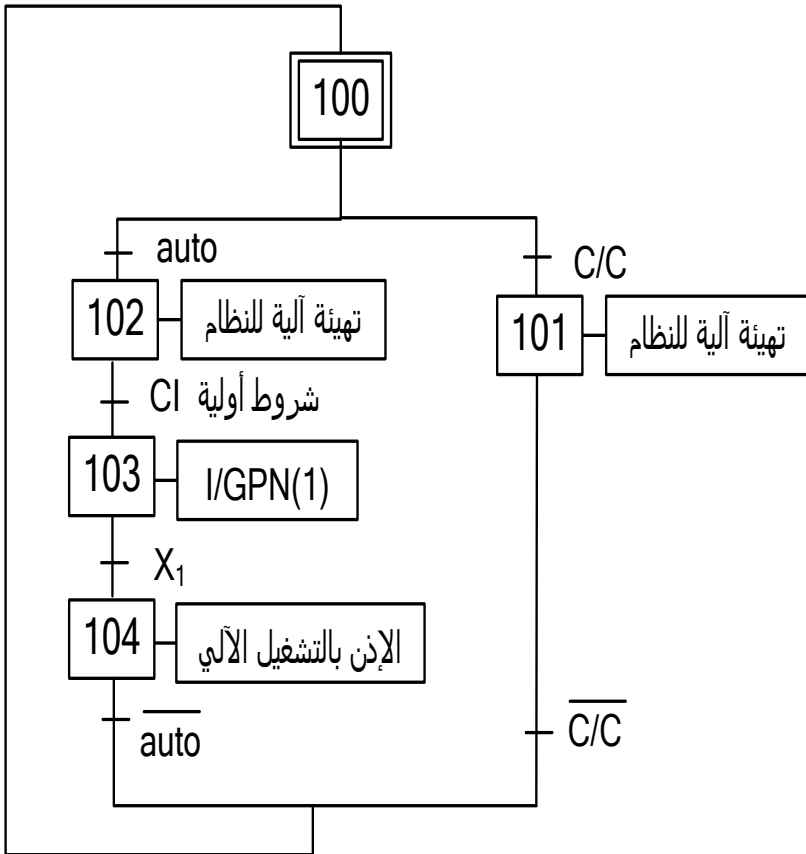 100
auto
C/C
102
تهيئة آلية للنظام
101
تهيئة آلية للنظام
CI شروط أولية
103
I/GPN(1)
X₁
104
الإذن بالتشغيل الآلي
a̅u̅t̅o̅
C̅/̅C̅